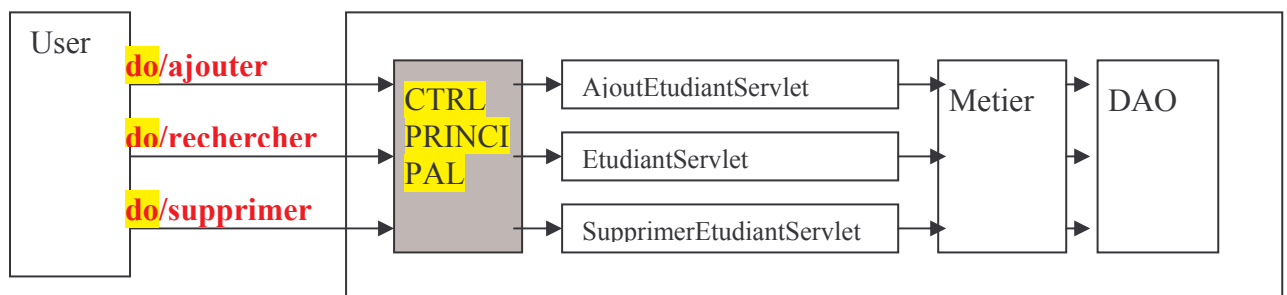 User
do/ajouter
do/rechercher
do/supprimer
CTRL
PRINCI
PAL
AjoutEtudiantServlet
EtudiantServlet
SupprimerEtudiantServlet
Metier
DAO